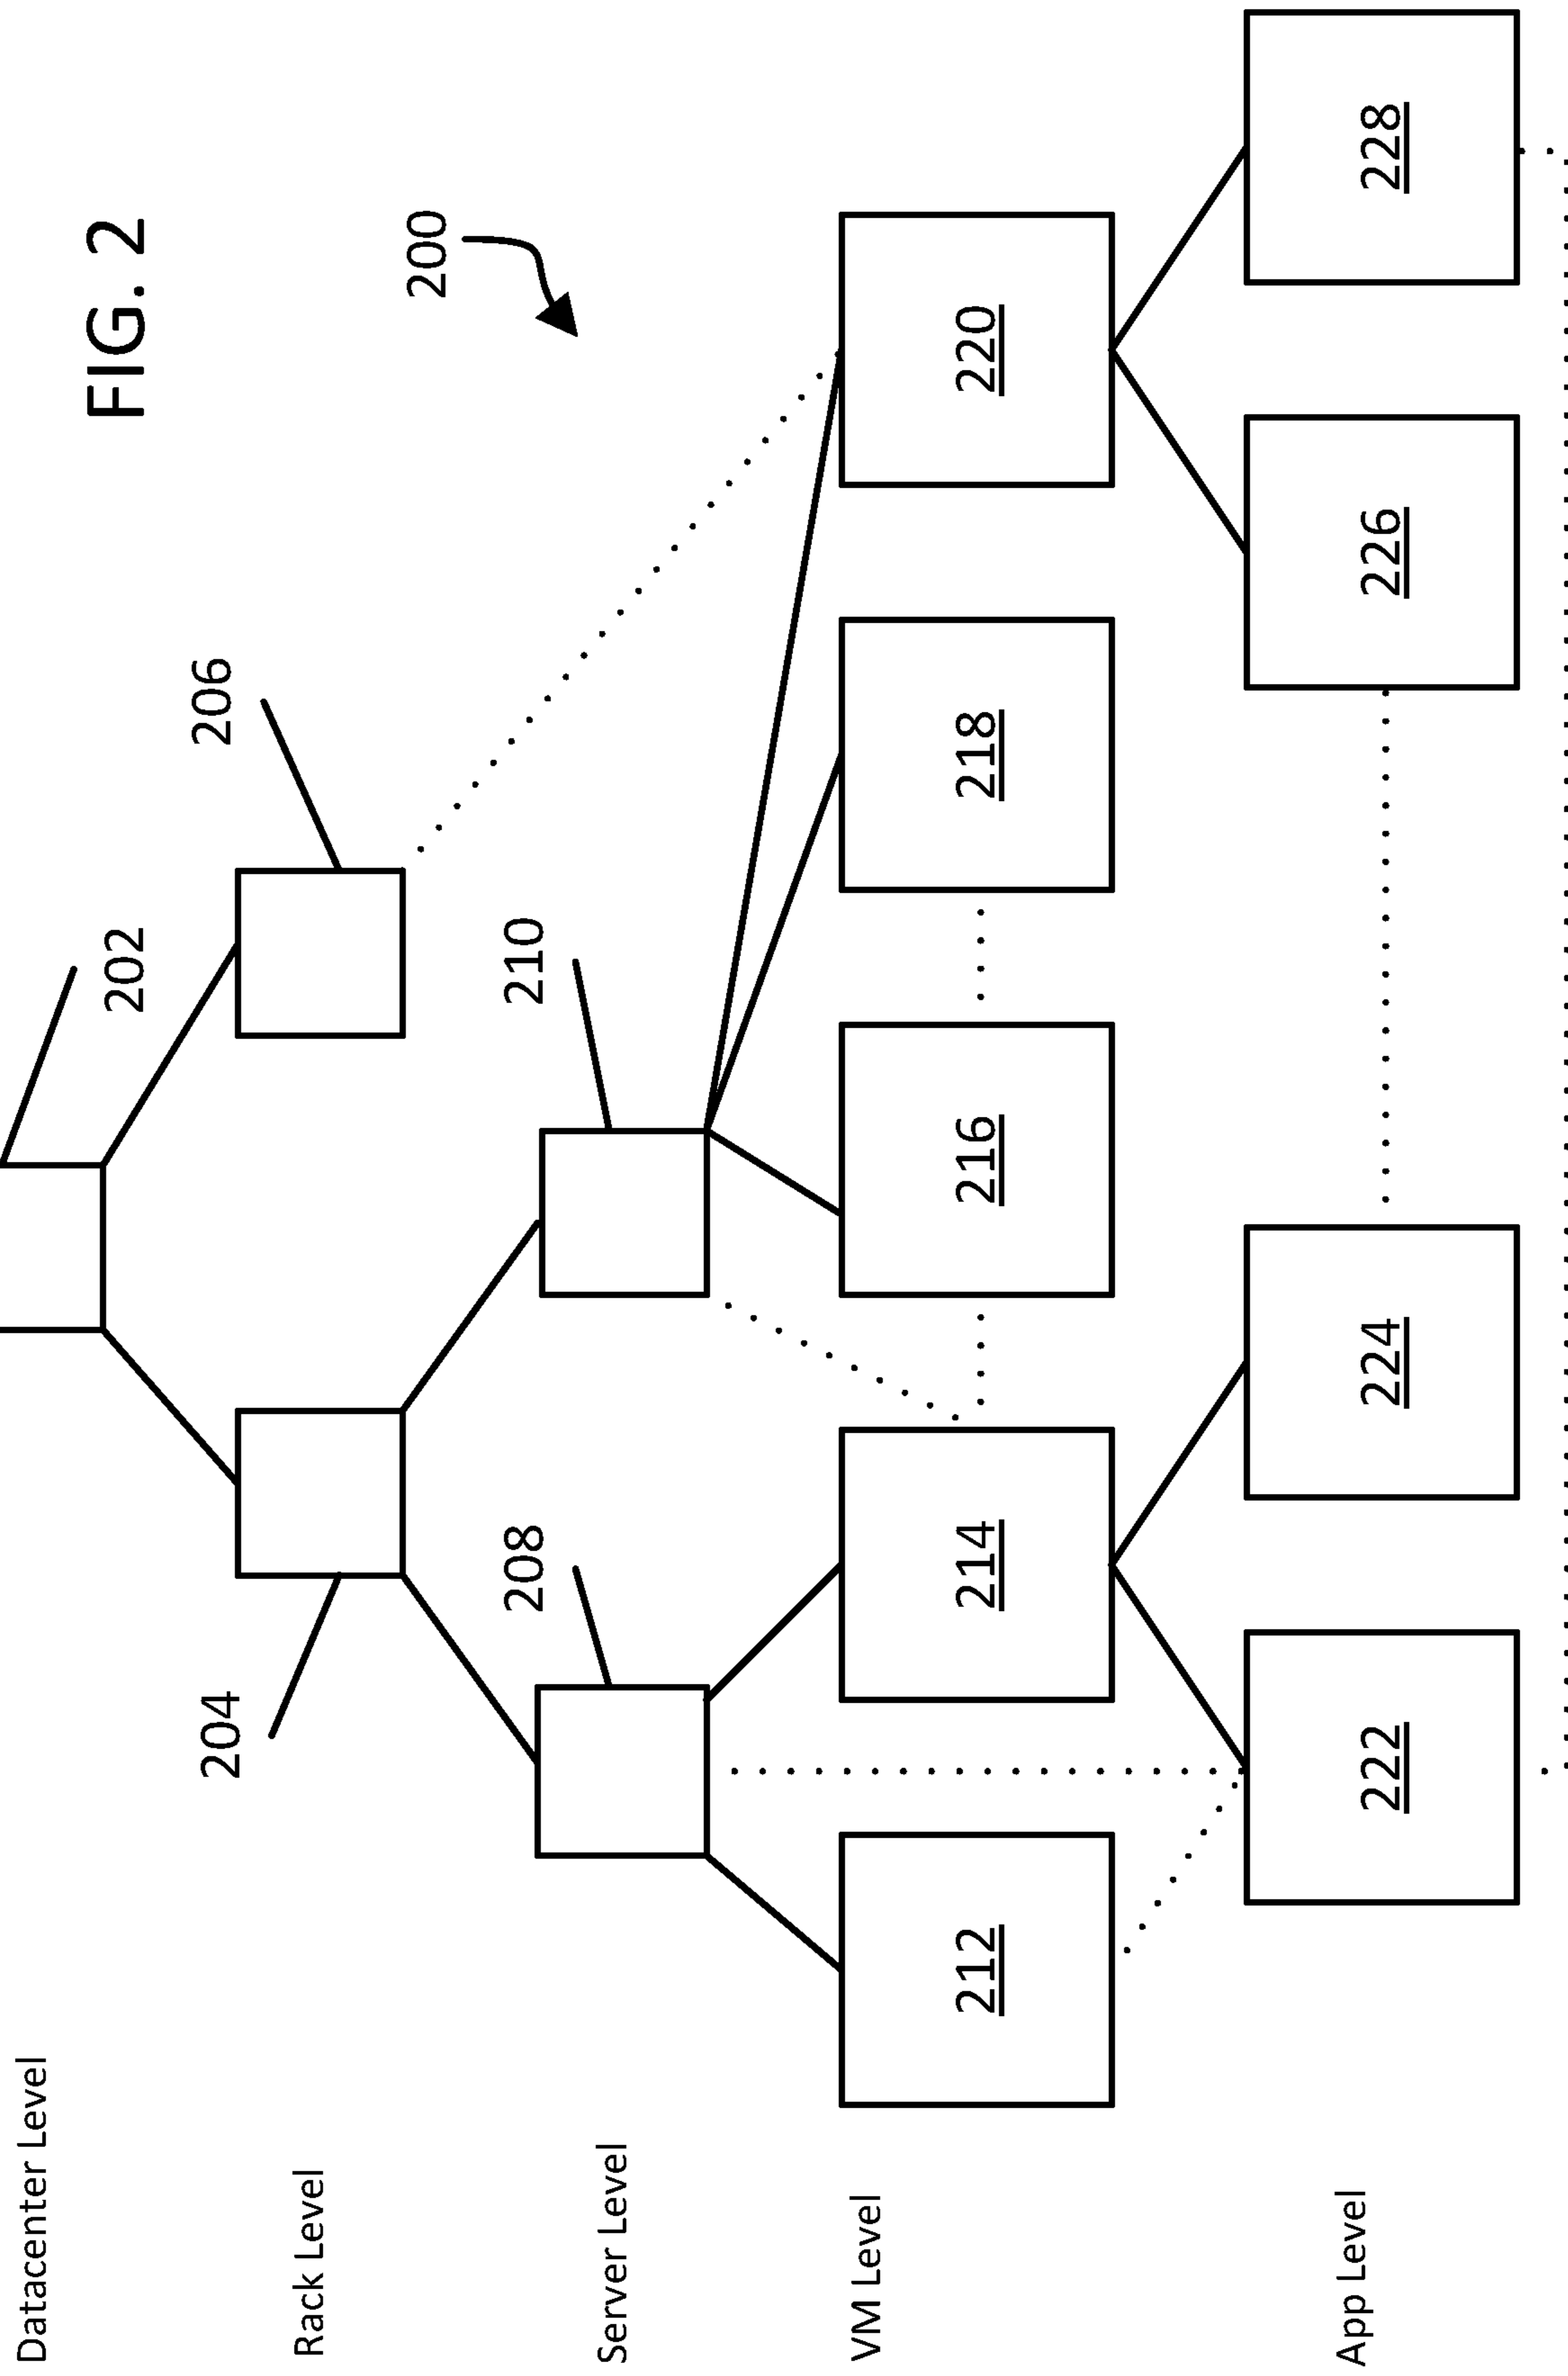 FIG. 2
200
Datacenter Level
202
Rack Level
204
206
Server Level
208
210
VM Level
212
214
216
218
220
App Level
222
224
226
228